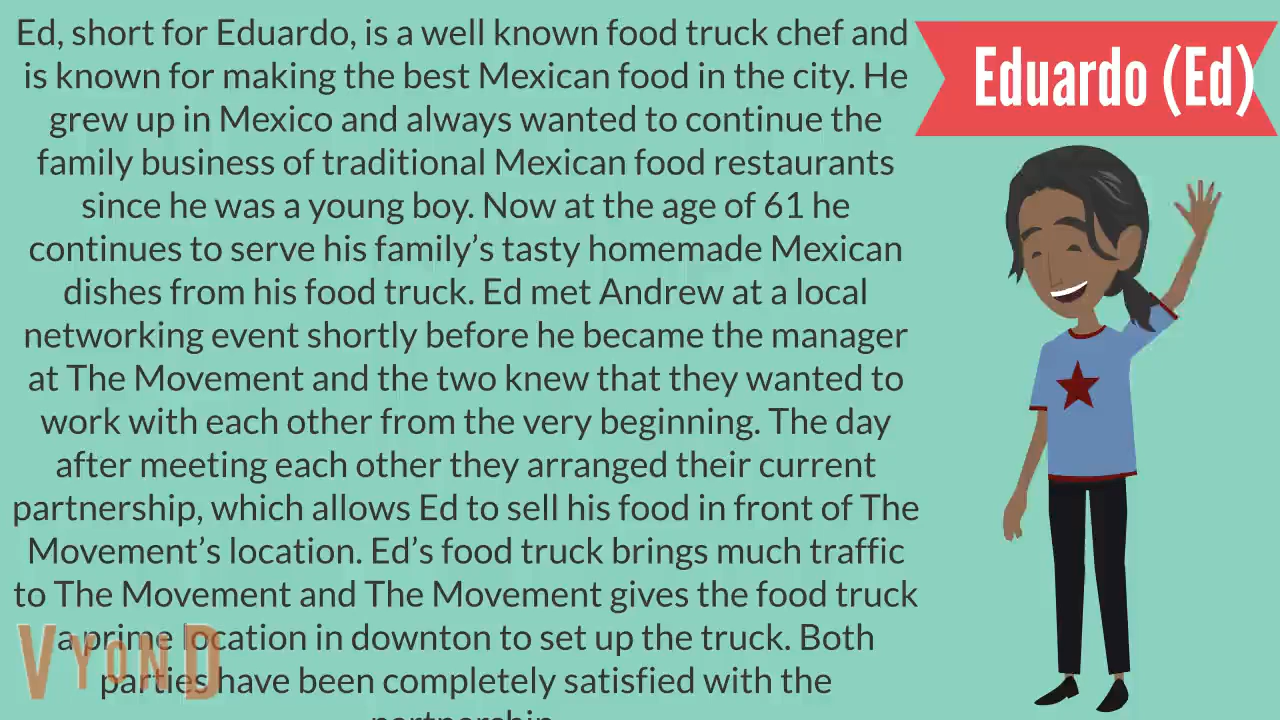 Ed, short for Eduardo, is a well known food truck chef and
is known for making the best Mexican food in the city. He
grew up in Mexico and always wanted to continue the
family business of traditional Mexican food restaurants
since he was a young boy. Now at the age of 61 he
continues to serve his family’s tasty homemade Mexican
dishes from his food truck. Ed met Andrew at a local
networking event shortly before he became the manager
at The Movement and the two knew that they wanted to
work with each other from the very beginning. The day
after meeting each other they arranged their current
partnership, which allows Ed to sell his food in front of The
Movement’s location. Ed’s food truck brings much traffic
to The Movement and The Movement gives the food truck
a prime location in downton to set up the truck. Both
parties have been completely satisfied with the
partnership.
Eduardo (Ed)
VYOND